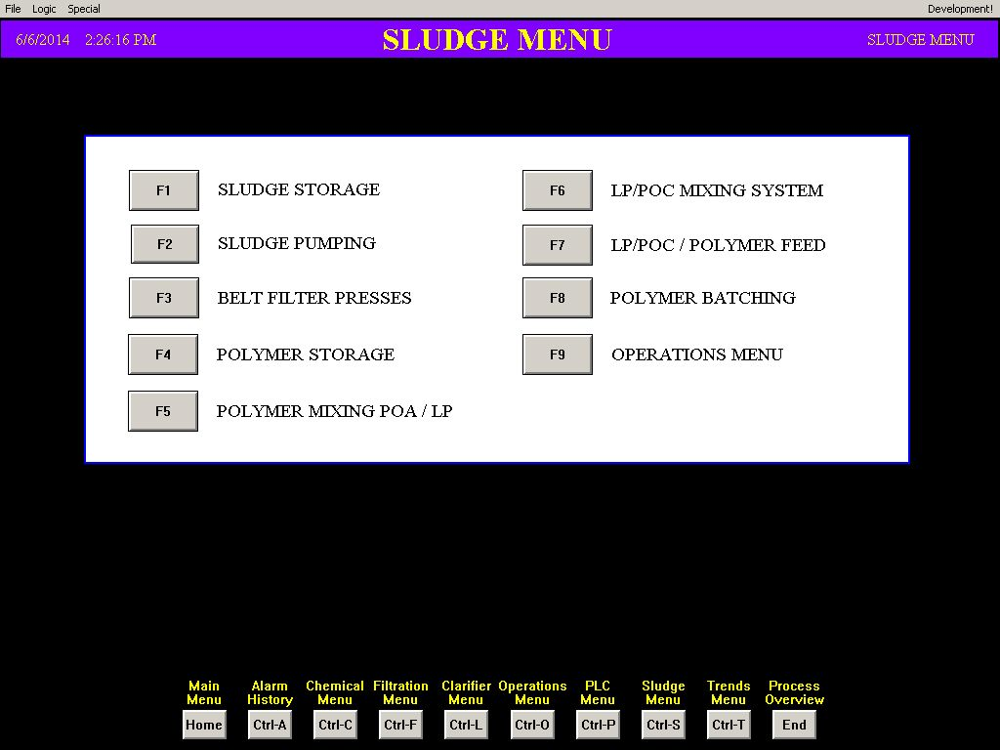 File Logic Special Development!
6/6/2014 2:26:16 PM SLUDGE MENU SLUDGE MENU
F1 SLUDGE STORAGE
F2 SLUDGE PUMPING
F3 BELT FILTER PRESSES
F4 POLYMER STORAGE
F5 POLYMER MIXING POA / LP
F6 LP/POC MIXING SYSTEM
F7 LP/POC / POLYMER FEED
F8 POLYMER BATCHING
F9 OPERATIONS MENU
Main Alarm Chemical Filtration Clarifier Operations PLC Sludge Trends Process
Menu History Menu Menu Menu Menu Menu Menu Menu Overview
Home Ctrl-A Ctrl-C Ctrl-F Ctrl-L Ctrl-O Ctrl-P Ctrl-S Ctrl-T End